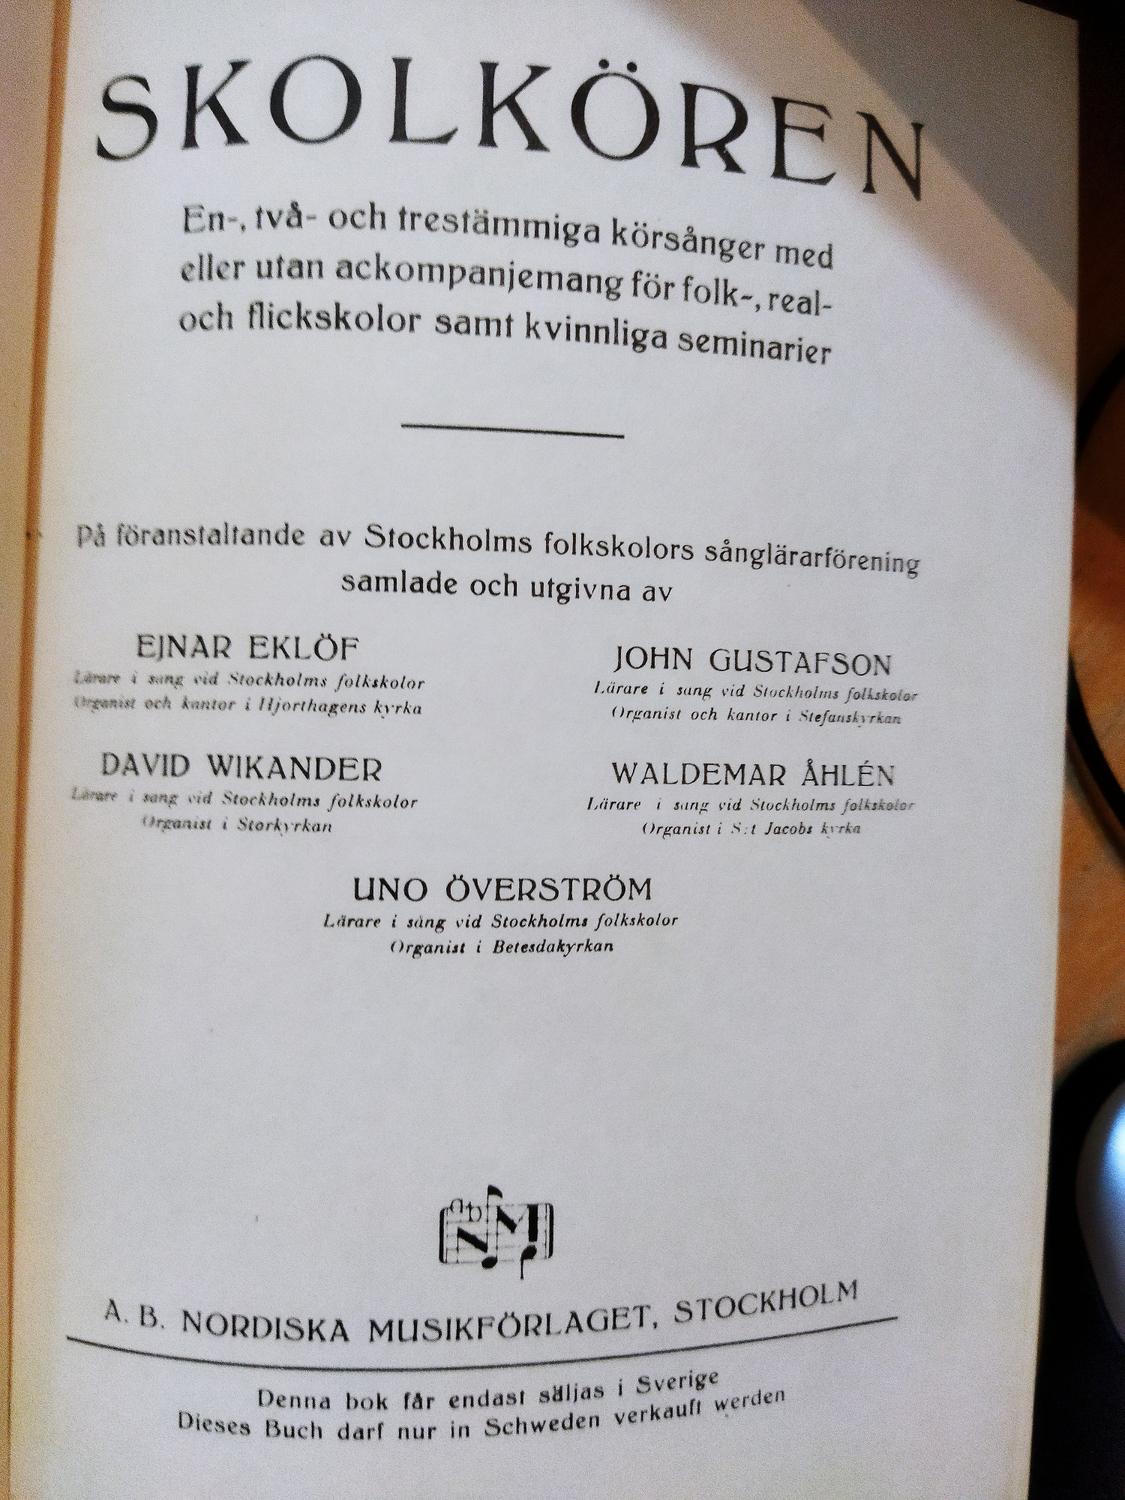 SKOLKÖREN
En-, två- och trestämmiga körsånger med
eller utan ackompanjemang för folk-, real-
och flickskolor samt kvinnliga seminarier
På föranstaltande av Stockholms folkskolors sånglärarförening
samlade och utgivna av
EJNAR EKLÖF
Lärare i sång vid Stockholms folkskolor
Organist och kantor i Hjorthagens kyrka
JOHN GUSTAFSON
Lärare i sång vid Stockholms folkskolor
Organist och kantor i Stefanskyrkan
DAVID WIKANDER
Lärare i sång vid Stockholms folkskolor
Organist i Storkyrkan
WALDEMAR ÅHLÉN
Lärare i sång vid Stockholms folkskolor
Organist i S:t Jacobs kyrka
UNO ÖVERSTRÖM
Lärare i sång vid Stockholms folkskolor
Organist i Betesdakyrkan
Ab NM
A. B. NORDISKA MUSIKFÖRLAGET, STOCKHOLM
Denna bok får endast säljas i Sverige
Dieses Buch darf nur in Schweden verkauft werden